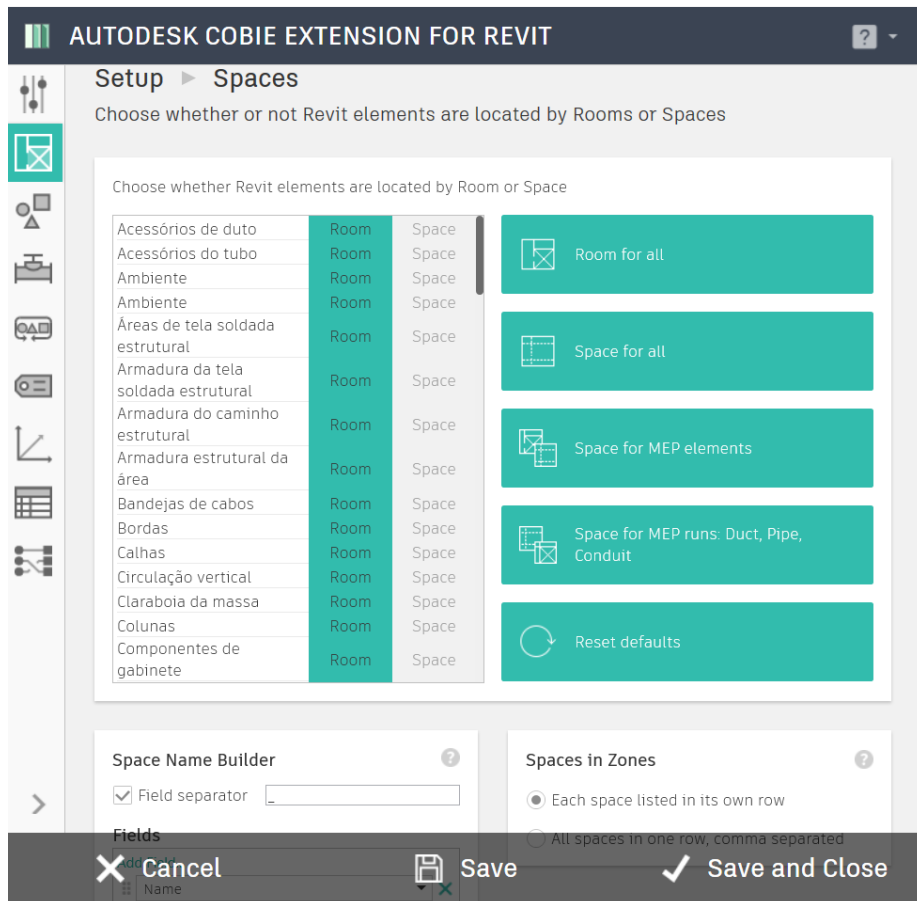 AUTODESK COBIE EXTENSION FOR REVIT
?
Setup ▶ Spaces
Choose whether or not Revit elements are located by Rooms or Spaces
Choose whether Revit elements are located by Room or Space
Acessórios de duto Room Space
Acessórios do tubo Room Space
Ambiente Room Space
Ambiente Room Space
Áreas de tela soldada
estrutural Room Space
Armadura da tela
soldada estrutural Room Space
Armadura do caminho
estrutural Room Space
Armadura estrutural da
área Room Space
Bandejas de cabos Room Space
Bordas Room Space
Calhas Room Space
Circulação vertical Room Space
Claraboia da massa Room Space
Colunas Room Space
Componentes de
gabinete Room Space
Room for all
Space for all
Space for MEP elements
Space for MEP runs: Duct, Pipe,
Conduit
Reset defaults
Space Name Builder ?
Field separator _
Fields
Add Field
Name
Spaces in Zones ?
Each space listed in its own row
All spaces in one row, comma separated
Cancel Save Save and Close